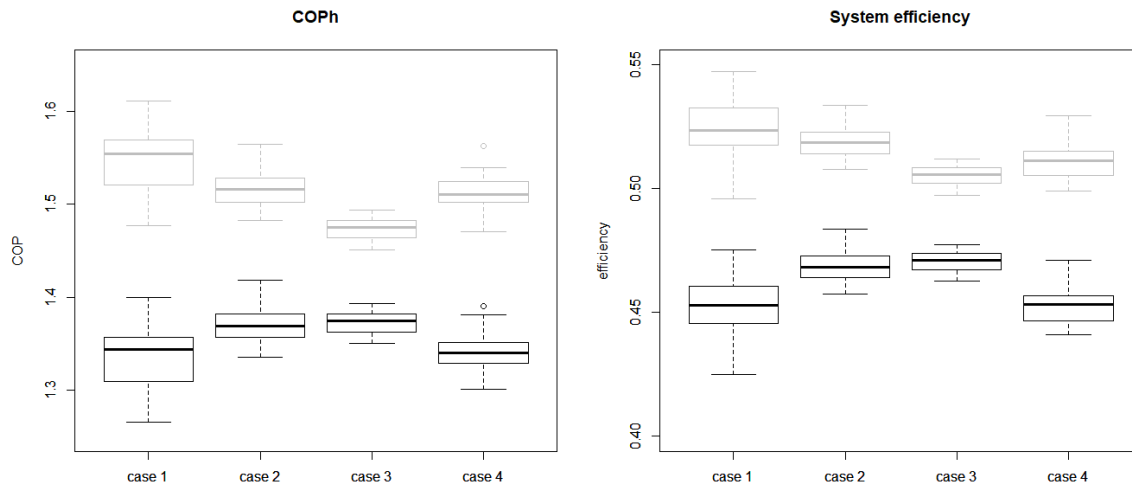 COPh
COP
1.6
1.5
1.4
1.3
case 1
case 2
case 3
case 4
System efficiency
efficiency
0.55
0.50
0.45
0.40
case 1
case 2
case 3
case 4